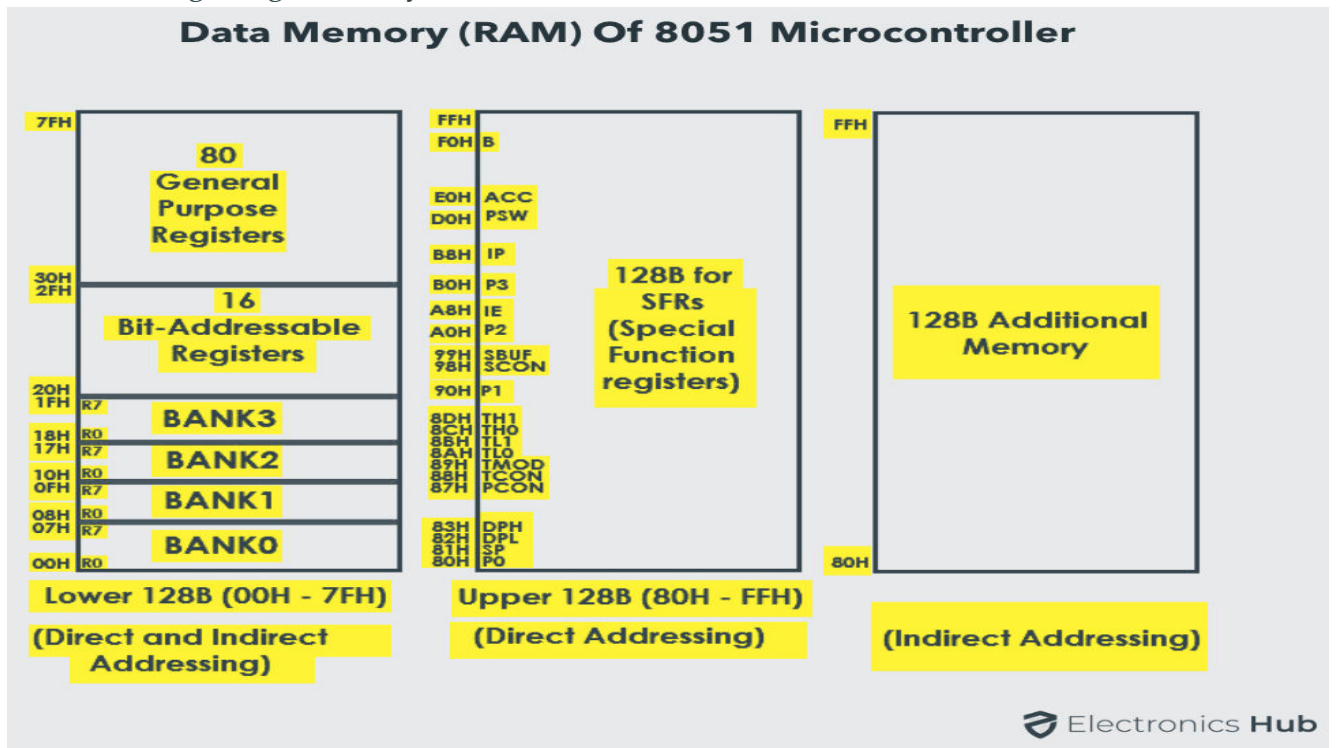 Data Memory (RAM) Of 8051 Microcontroller
7FH
80
General
Purpose
Registers
30H
2FH
16
Bit-Addressable
Registers
20H
1FH R7
BANK3
18H R0
17H R7
BANK2
10H R0
0FH R7
BANK1
08H R0
07H R7
BANK0
00H R0
Lower 128B (00H - 7FH)
(Direct and Indirect
Addressing)
FFH
F0H B
E0H ACC
D0H PSW
B8H IP
B0H P3
A8H IE
A0H P2
99H SBUF
98H SCON
90H P1
8DH TH1
8CH TH0
8BH TL1
8AH TL0
89H TMOD
88H TCON
87H PCON
83H DPH
82H DPL
81H SP
80H P0
128B for
SFRs
(Special
Function
registers)
Upper 128B (80H - FFH)
(Direct Addressing)
FFH
128B Additional
Memory
80H
(Indirect Addressing)
Electronics Hub